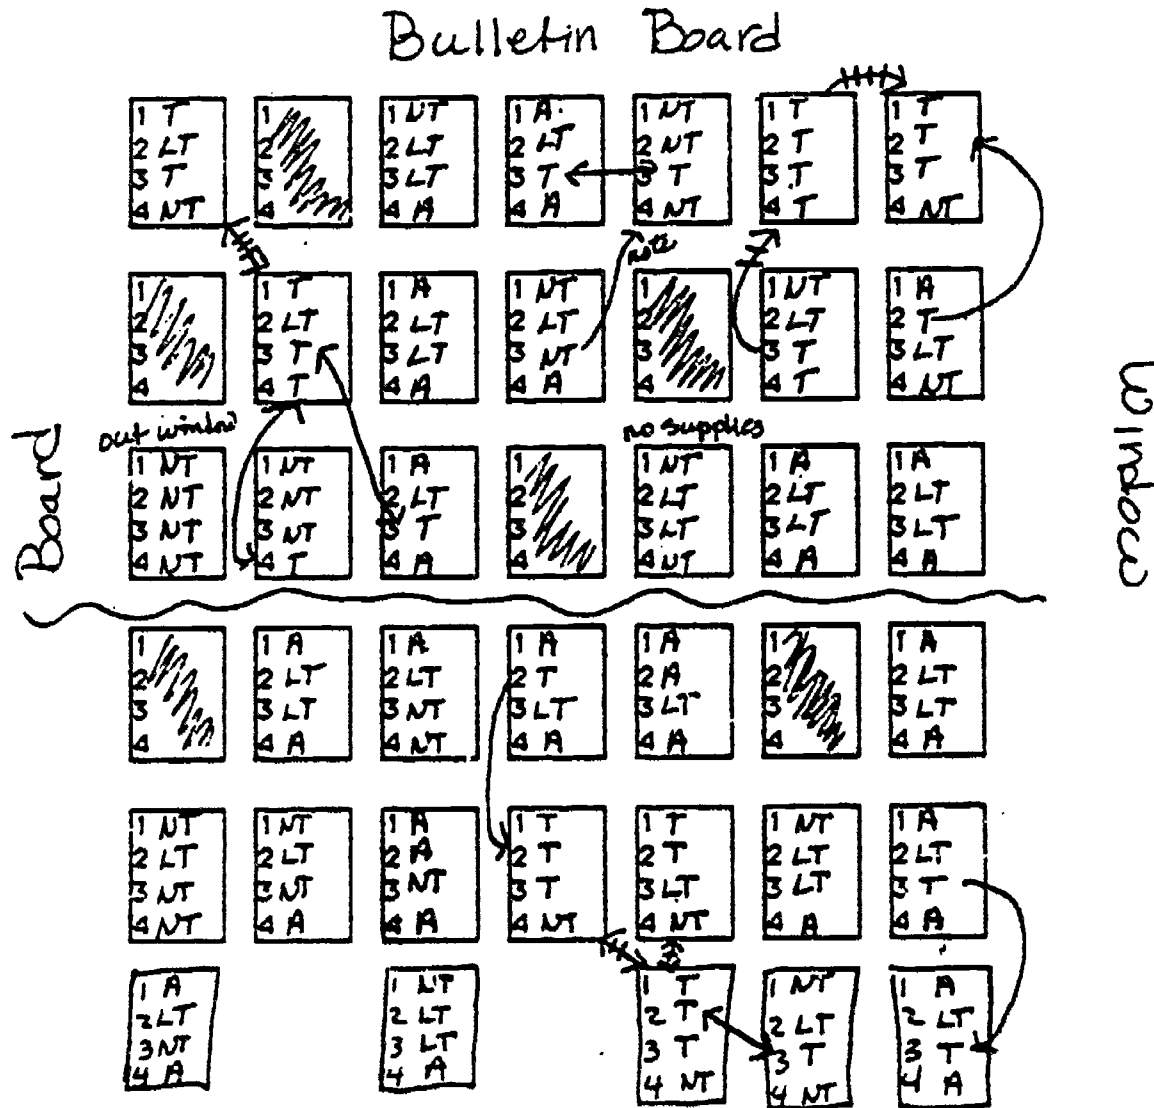 Bulletin Board
1 T
2 LT
3 T
4 NT
1
2
3
4
1 NT
2 LT
3 LT
4 A
1 A
2 LT
3 T
4 A
1 NT
2 NT
3 T
4 NT
1 T
2 T
3 T
4 T
1 T
2 T
3 T
4 NT
note
1
2
3
4
1 T
2 LT
3 T
4 T
1 A
2 LT
3 LT
4 A
1 NT
2 LT
3 NT
4 A
1
2
3
4
1 NT
2 LT
3 T
4 T
1 A
2 T
3 LT
4 NT
Board
Window
out window
1 NT
2 NT
3 NT
4 NT
1 NT
2 NT
3 NT
4 T
1 A
2 LT
3 T
4 A
1
2
3
4
no supplies
1 NT
2 LT
3 LT
4 NT
1 A
2 LT
3 LT
4 A
1 A
2 LT
3 LT
4 A
1
2
3
4
1 A
2 LT
3 LT
4 A
1 A
2 LT
3 NT
4 NT
1 A
2 T
3 LT
4 A
1 A
2 A
3 LT
4 A
1
2
3
4
1 A
2 LT
3 LT
4 A
1 NT
2 LT
3 NT
4 NT
1 NT
2 LT
3 NT
4 A
1 A
2 A
3 NT
4 A
1 T
2 T
3 T
4 NT
1 T
2 T
3 LT
4 NT
1 NT
2 LT
3 LT
4 A
1 A
2 LT
3 T
4 A
1 A
2 LT
3 NT
4 A
1 NT
2 LT
3 LT
4 A
1 T
2 T
3 T
4 NT
1 NT
2 LT
3 T
4 NT
1 A
2 LT
3 T
4 A